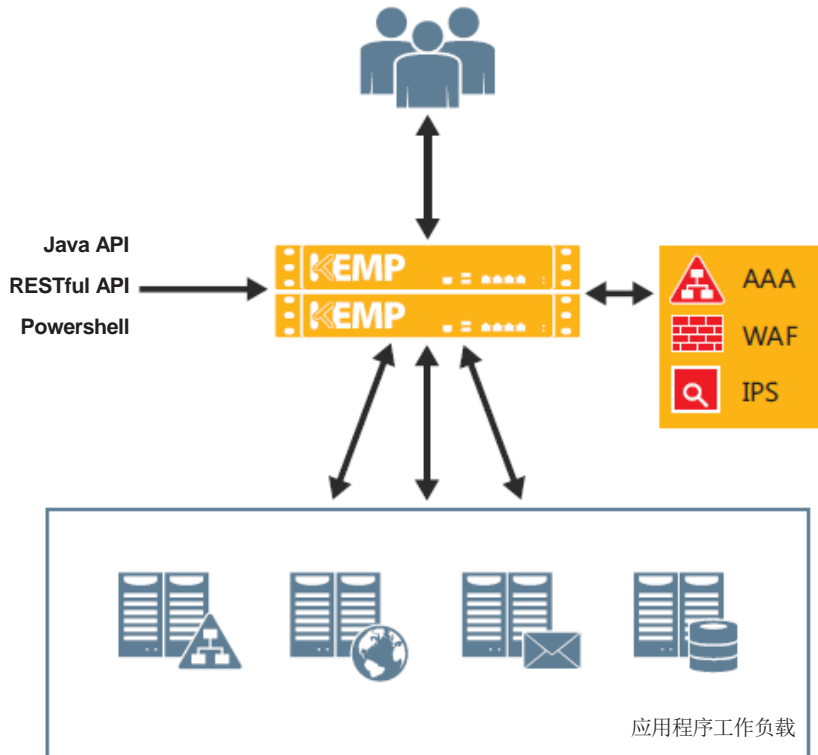 Java API
RESTful API
Powershell
KEMP
KEMP
AAA
WAF
IPS
应用程序工作负载